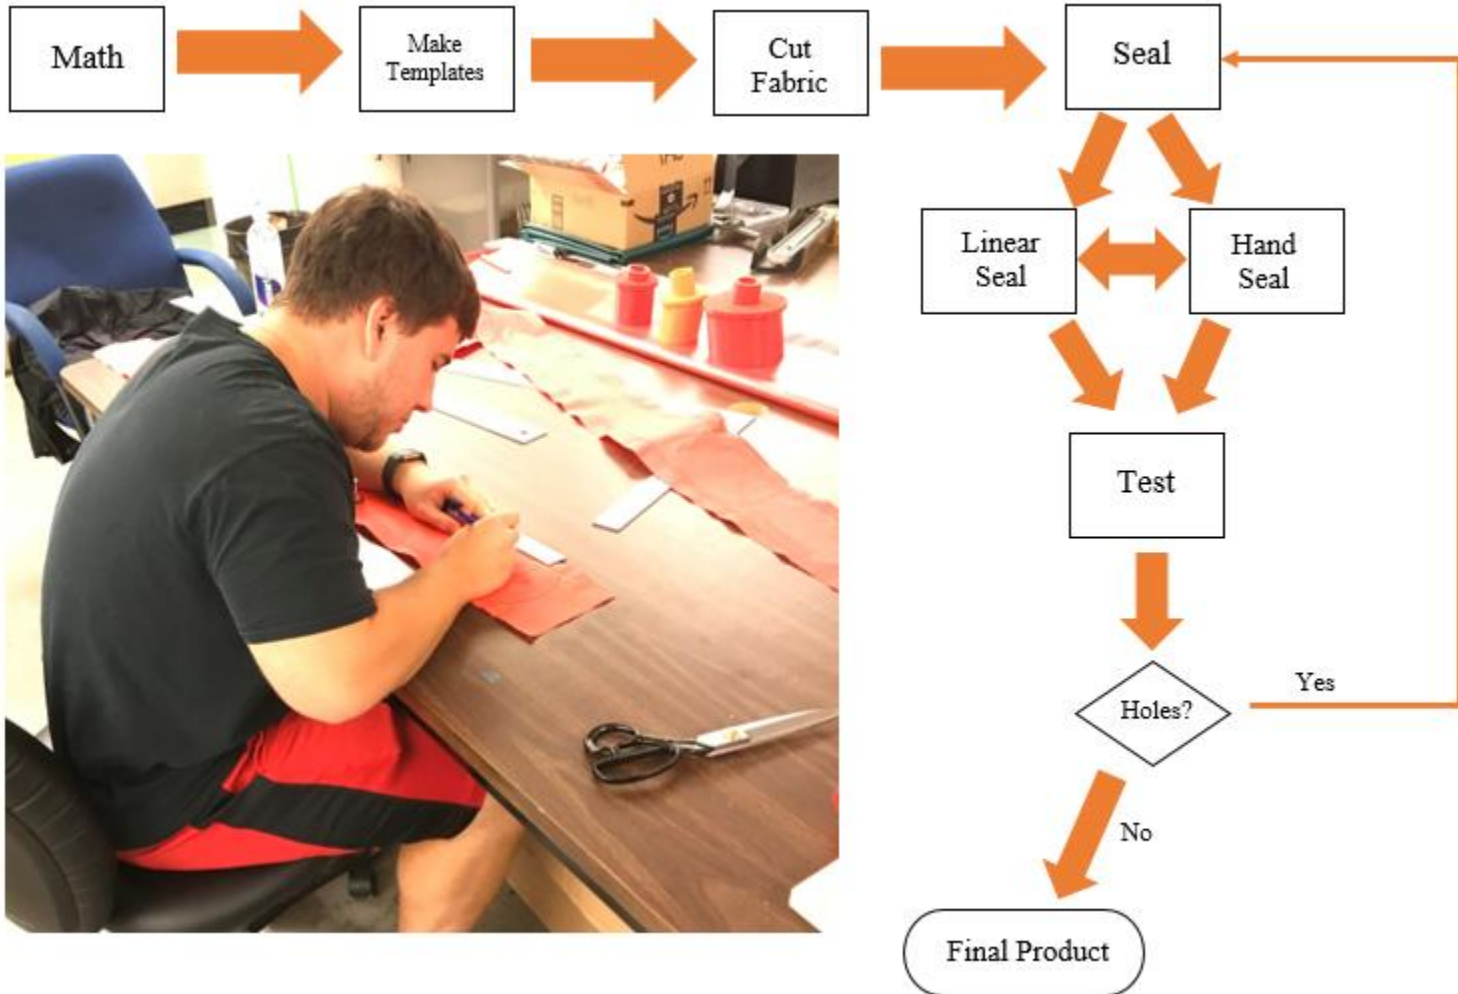 Math
Make
Templates
Cut
Fabric
Seal
Linear
Seal
Hand
Seal
Test
Holes?
Yes
No
Final Product